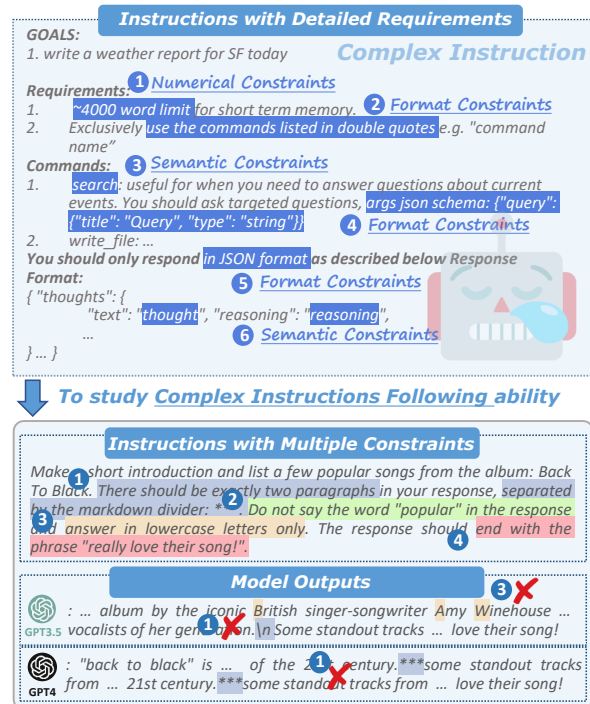 Instructions with Detailed Requirements
GOALS:
1. write a weather report for SF today
Complex Instruction
Requirements:
1 Numerical Constraints
1. ~4000 word limit for short term memory.
2 Format Constraints
2. Exclusively use the commands listed in double quotes e.g. "command
name"
Commands:
3 Semantic Constraints
1. search: useful for when you need to answer questions about current
events. You should ask targeted questions, args json schema: {"query":
{"title": "Query", "type": "string"}}
4 Format Constraints
2. write_file: ...
You should only respond in JSON format as described below Response
Format:
5 Format Constraints
{ "thoughts": {
"text": "thought", "reasoning": "reasoning",
...
6 Semantic Constraints
} ... }
To study Complex Instructions Following ability
Instructions with Multiple Constraints
Make short introduction and list a few popular songs from the album: Back
1
To Black. There should be exactly two paragraphs in your response, separated
2
by the markdown divider: ***. Do not say the word "popular" in the response
3
and answer in lowercase letters only. The response should end with the
4
phrase "really love their song!".
Model Outputs
3
: ... album by the iconic British singer-songwriter Amy Winehouse ...
GPT3.5
1
vocalists of her generation.\n Some standout tracks ... love their song!
1
: "back to black" is ... of the 21st century.***some standout tracks
GPT4
from ... 21st century.***some standout tracks from ... love their song!